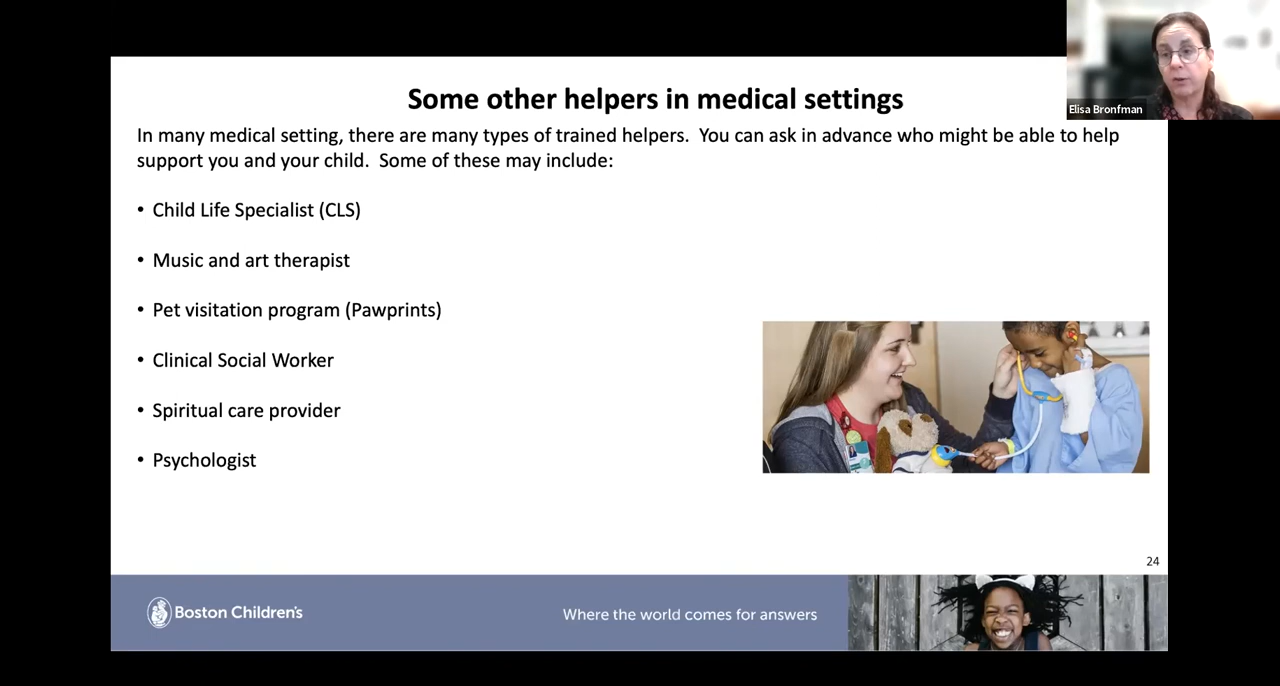 Some other helpers in medical settings
Elisa Bronfman
In many medical setting, there are many types of trained helpers.  You can ask in advance who might be able to help
support you and your child.  Some of these may include:
• Child Life Specialist (CLS)
• Music and art therapist
• Pet visitation program (Pawprints)
• Clinical Social Worker
• Spiritual care provider
• Psychologist
24
Boston Children's
Where the world comes for answers